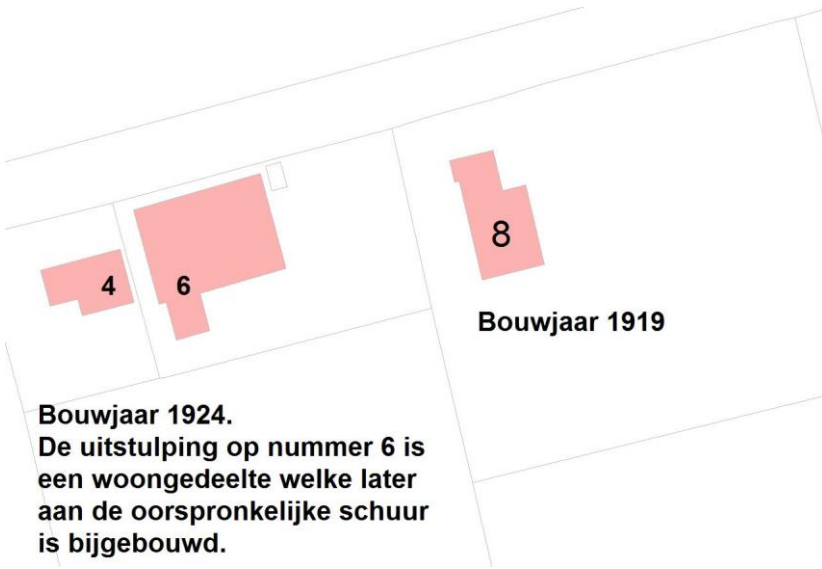 8
4
6
Bouwjaar 1919
Bouwjaar 1924.
De uitstulping op nummer 6 is
een woongedeelte welke later
aan de oorspronkelijke schuur
is bijgebouwd.